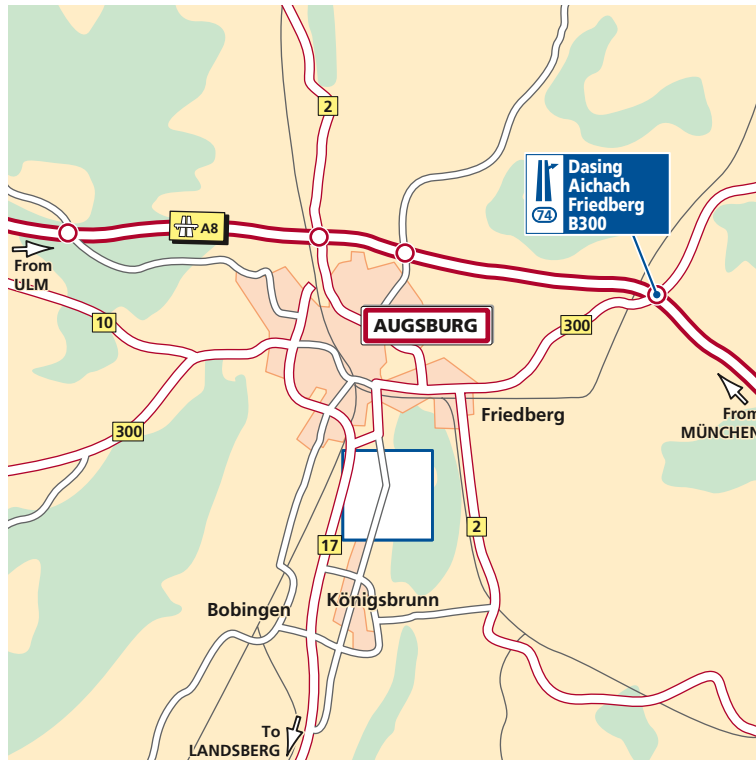 2
Dasing
Aichach
Friedberg
B300
74
A8
From
ULM
10
AUGSBURG
300
From
MÜNCHEN
Friedberg
300
17
2
Bobingen
Königsbrunn
To
LANDSBERG